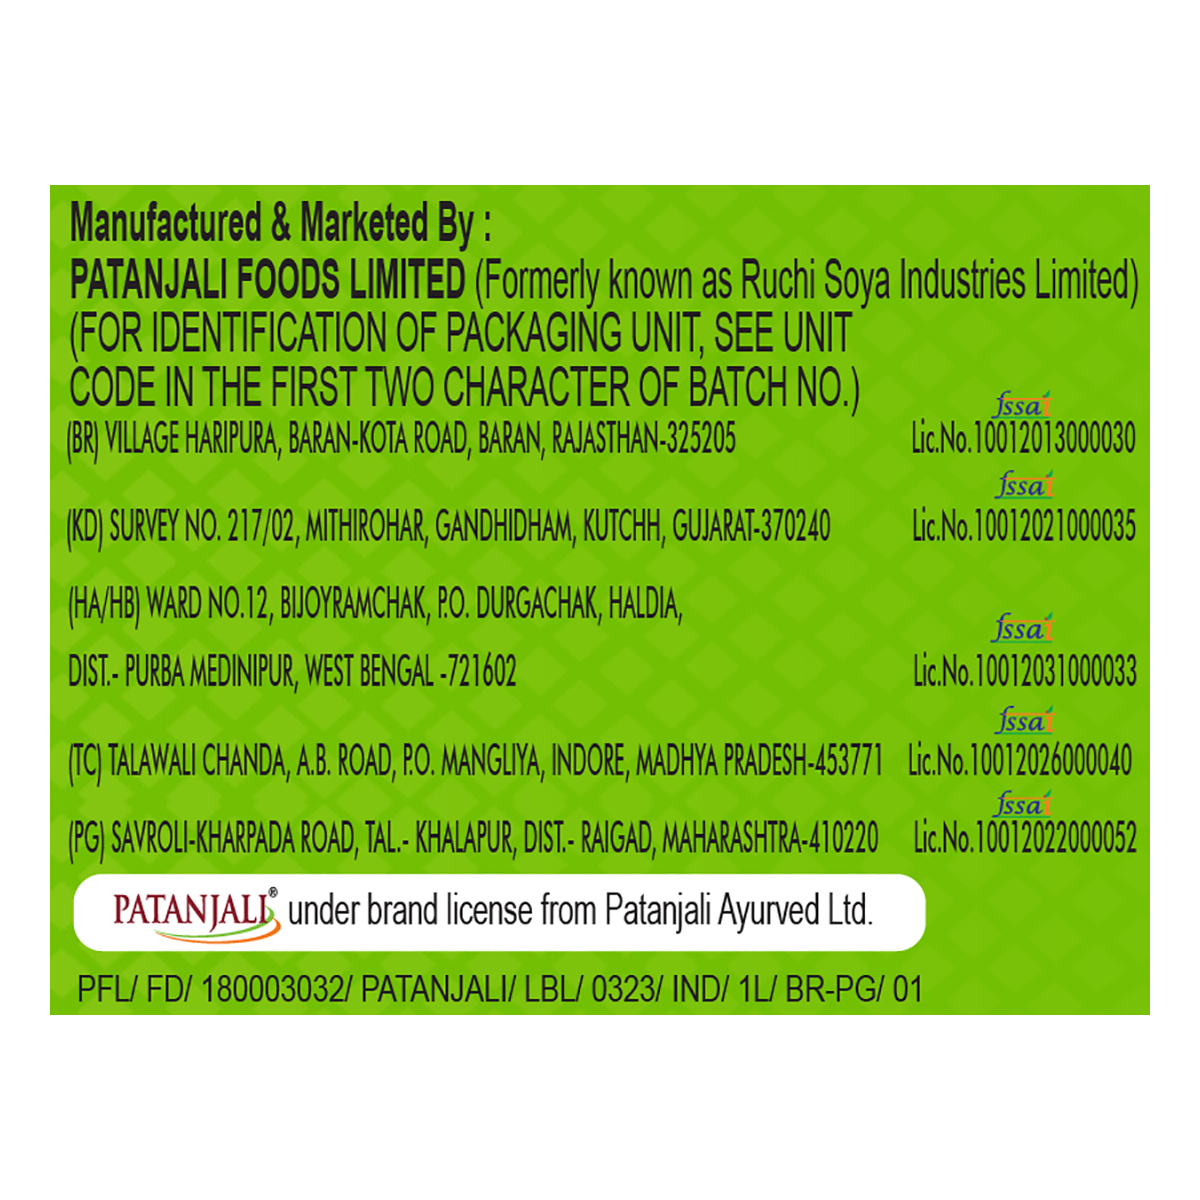 Manufactured & Marketed By :
PATANJALI FOODS LIMITED (Formerly known as Ruchi Soya Industries Limited)
(FOR IDENTIFICATION OF PACKAGING UNIT, SEE UNIT
CODE IN THE FIRST TWO CHARACTER OF BATCH NO.)
fssai
(BR) VILLAGE HARIPURA, BARAN-KOTA ROAD, BARAN, RAJASTHAN-325205 Lic.No.10012013000030
fssai
(KD) SURVEY NO. 217/02, MITHIROHAR, GANDHIDHAM, KUTCHH, GUJARAT-370240 Lic.No.10012021000035
(HA/HB) WARD NO.12, BIJOYRAMCHAK, P.O. DURGACHAK, HALDIA,
fssai
DIST.- PURBA MEDINIPUR, WEST BENGAL -721602 Lic.No.10012031000033
fssai
(TC) TALAWALI CHANDA, A.B. ROAD, P.O. MANGLIYA, INDORE, MADHYA PRADESH-453771 Lic.No.10012026000040
fssai
(PG) SAVROLI-KHARPADA ROAD, TAL.- KHALAPUR, DIST.- RAIGAD, MAHARASHTRA-410220 Lic.No.10012022000052
PATANJALI® under brand license from Patanjali Ayurved Ltd.
PFL/ FD/ 180003032/ PATANJALI/ LBL/ 0323/ IND/ 1L/ BR-PG/ 01